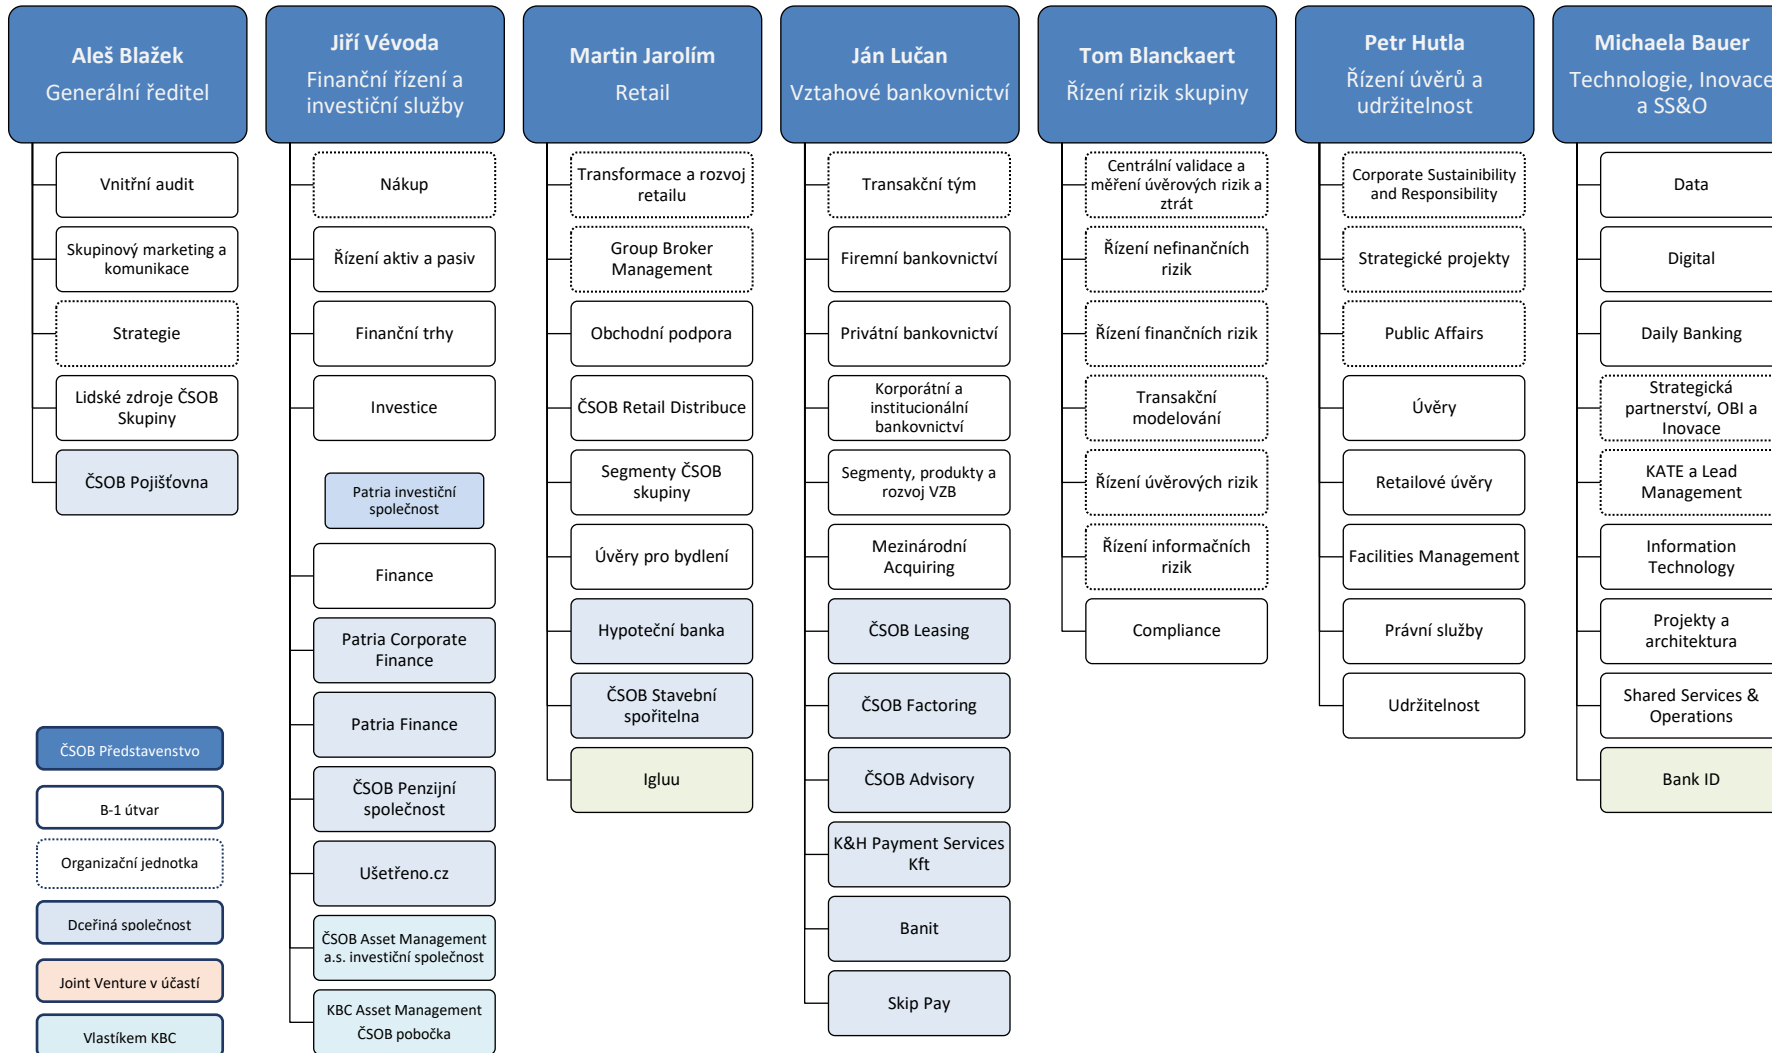 Aleš Blažek
Generální ředitel
Vnitřní audit
Skupinový marketing a
komunikace
Strategie
Lidské zdroje ČSOB
Skupiny
ČSOB Pojišťovna
Jiří Vévoda
Finanční řízení a
investiční služby
Nákup
Řízení aktiv a pasiv
Finanční trhy
Investice
Patria investiční
společnost
Finance
Patria Corporate
Finance
Patria Finance
ČSOB Penzijní
společnost
Ušetřeno.cz
ČSOB Asset Management
a.s. investiční společnost
KBC Asset Management
ČSOB pobočka
Martin Jarolím
Retail
Transformace a rozvoj
retailu
Group Broker
Management
Obchodní podpora
ČSOB Retail Distribuce
Segmenty ČSOB
skupiny
Úvěry pro bydlení
Hypoteční banka
ČSOB Stavební
spořitelna
Igluu
Ján Lučan
Vztahové bankovnictví
Transakční tým
Firemní bankovnictví
Privátní bankovnictví
Korporátní a
institucionální
bankovnictví
Segmenty, produkty a
rozvoj VZB
Mezinárodní
Acquiring
ČSOB Leasing
ČSOB Factoring
ČSOB Advisory
K&H Payment Services
Kft
Banit
Skip Pay
Tom Blanckaert
Řízení rizik skupiny
Centrální validace a
měření úvěrových rizik a
ztrát
Řízení nefinančních
rizik
Řízení finančních rizik
Transakční
modelování
Řízení úvěrových rizik
Řízení informačních
rizik
Compliance
Petr Hutla
Řízení úvěrů a
udržitelnost
Corporate Sustainibility
and Responsibility
Strategické projekty
Public Affairs
Úvěry
Retailové úvěry
Facilities Management
Právní služby
Udržitelnost
Michaela Bauer
Technologie, Inovace
a SS&O
Data
Digital
Daily Banking
Strategická
partnerství, OBI a
Inovace
KATE a Lead
Management
Information
Technology
Projekty a
architektura
Shared Services &
Operations
Bank ID
ČSOB Představenstvo
B-1 útvar
Organizační jednotka
Dceřiná společnost
Joint Venture v účastí
Vlastíkem KBC